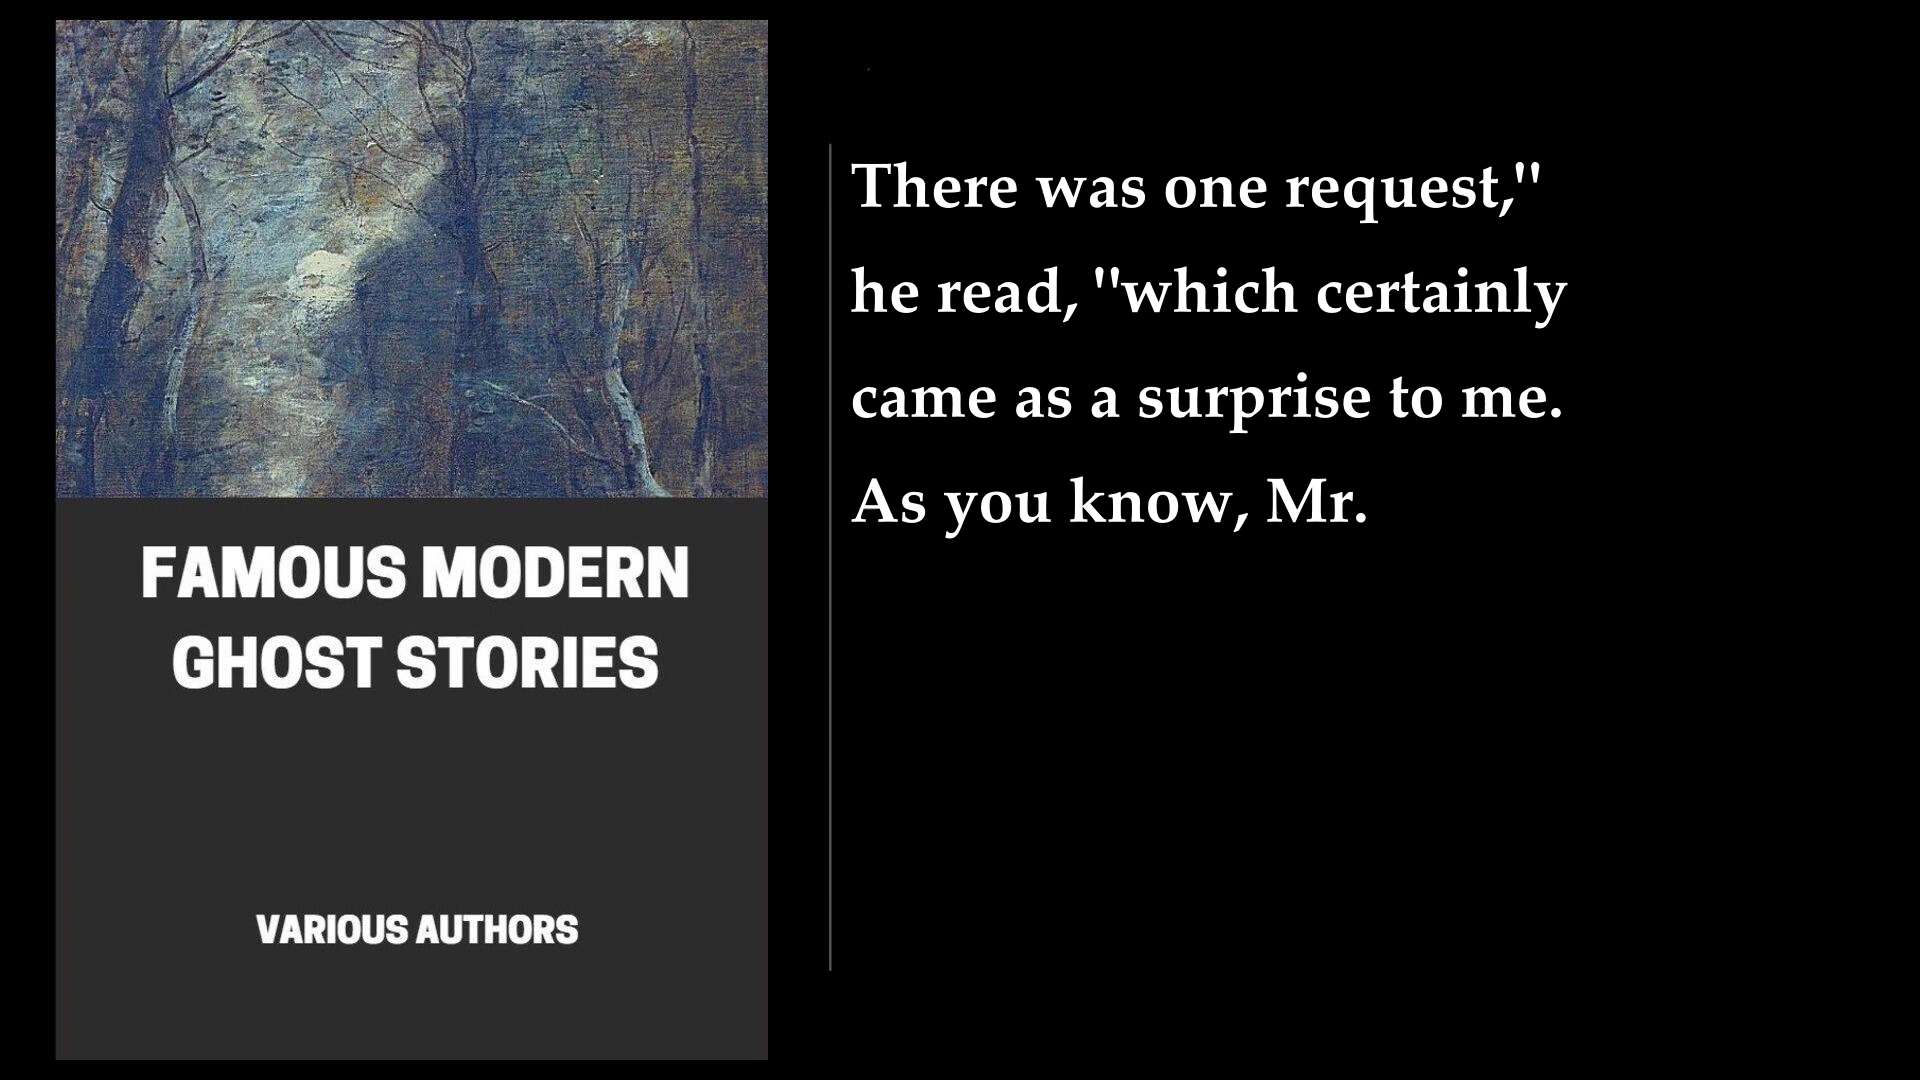 FAMOUS MODERN
GHOST STORIES
VARIOUS AUTHORS
There was one request,"
he read, "which certainly
came as a surprise to me.
As you know, Mr.